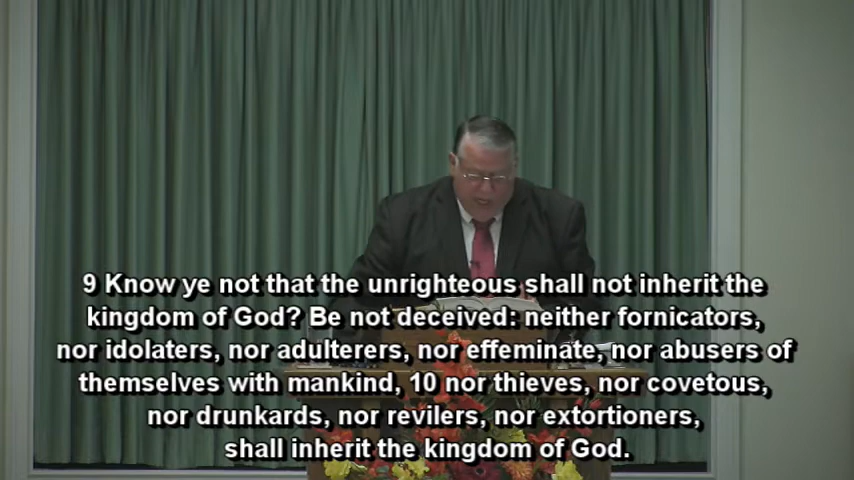 9 Know ye not that the unrighteous shall not inherit the
kingdom of God? Be not deceived: neither fornicators,
nor idolaters, nor adulterers, nor effeminate, nor abusers of
themselves with mankind, 10 nor thieves, nor covetous,
nor drunkards, nor revilers, nor extortioners,
shall inherit the kingdom of God.